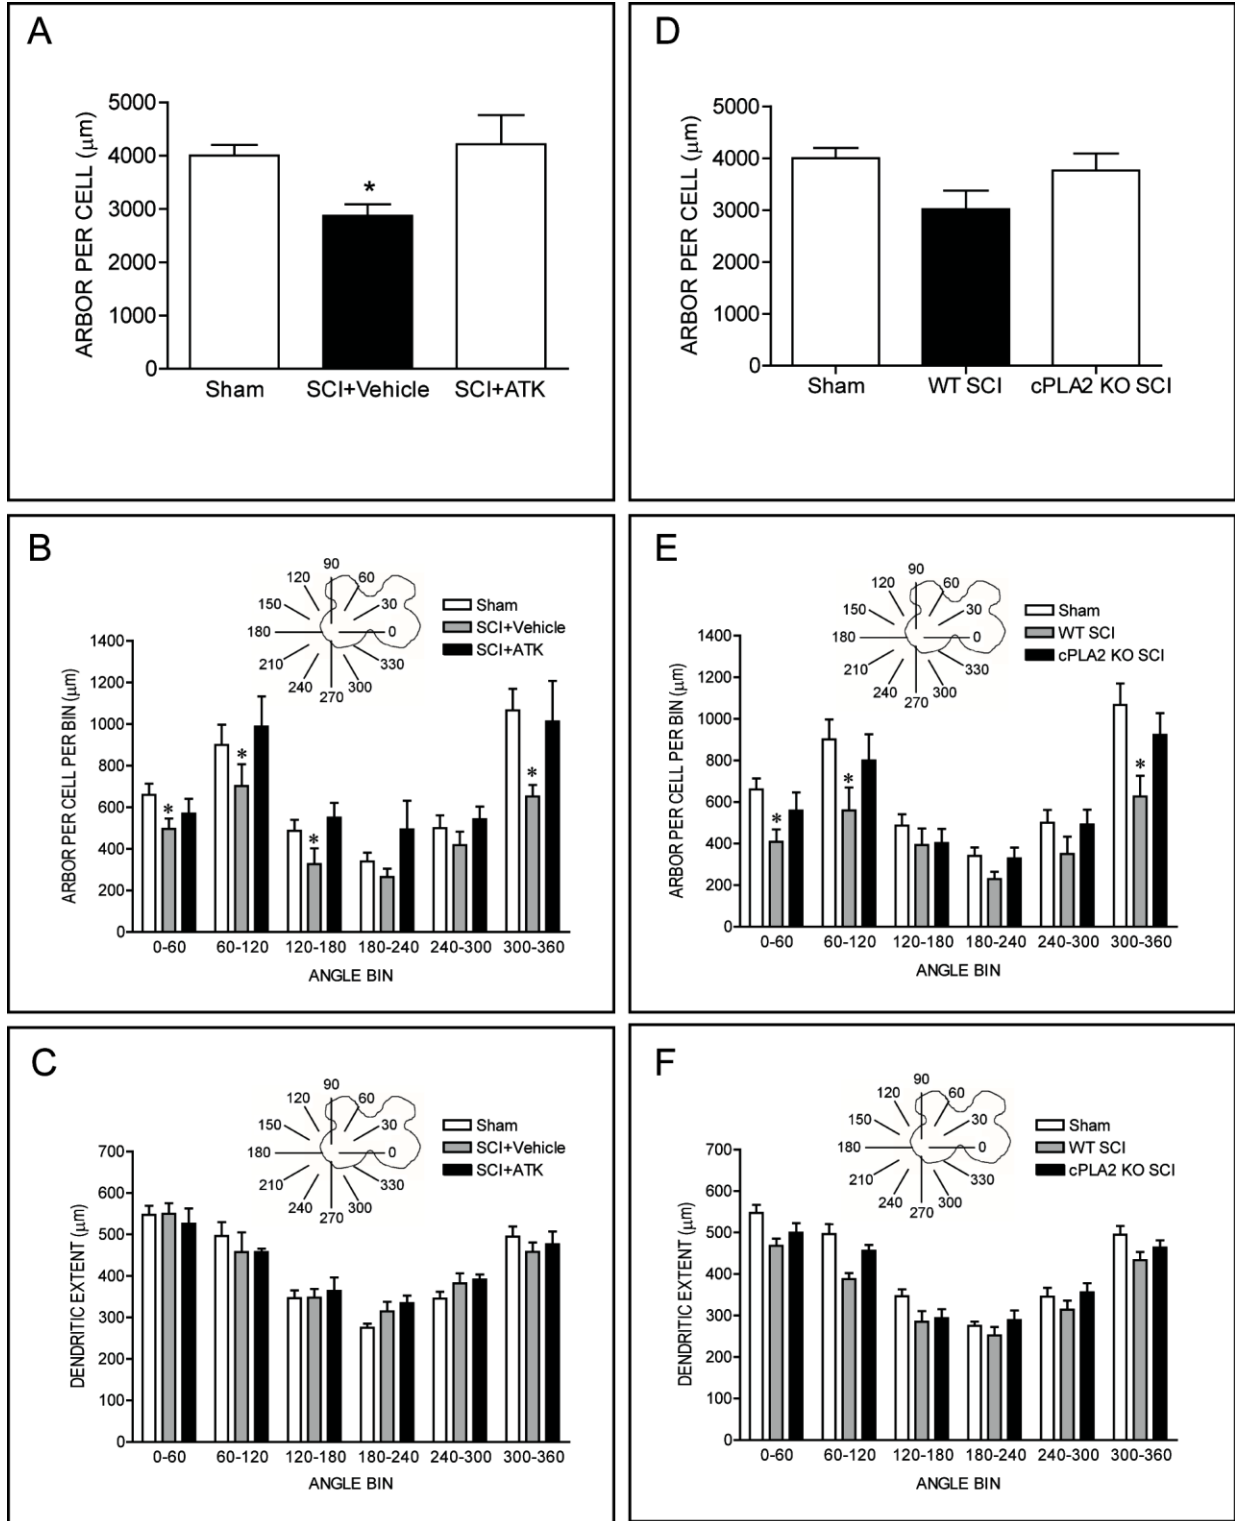 A
ARBOR PER CELL (μm)
5000
4000
3000
2000
1000
0
*
Sham SCI+Vehicle SCI+ATK
D
ARBOR PER CELL (μm)
5000
4000
3000
2000
1000
0
Sham WT SCI cPLA2 KO SCI
B
90
120 60
150 30
180 0
210 330
240 300
270
Sham
SCI+Vehicle
SCI+ATK
ARBOR PER CELL PER BIN (μm)
1400
1200
1000
800
600
400
200
0
* * * *
0-60 60-120 120-180 180-240 240-300 300-360
ANGLE BIN
E
90
120 60
150 30
180 0
210 330
240 300
270
Sham
WT SCI
cPLA2 KO SCI
ARBOR PER CELL PER BIN (μm)
1400
1200
1000
800
600
400
200
0
* * *
0-60 60-120 120-180 180-240 240-300 300-360
ANGLE BIN
C
90
120 60
150 30
180 0
210 330
240 300
270
Sham
SCI+Vehicle
SCI+ATK
DENDRITIC EXTENT (μm)
700
600
500
400
300
200
100
0
0-60 60-120 120-180 180-240 240-300 300-360
ANGLE BIN
F
90
120 60
150 30
180 0
210 330
240 300
270
Sham
WT SCI
cPLA2 KO SCI
DENDRITIC EXTENT (μm)
700
600
500
400
300
200
100
0
0-60 60-120 120-180 180-240 240-300 300-360
ANGLE BIN